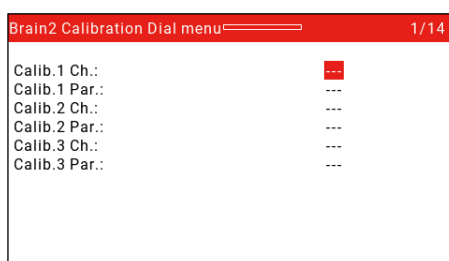 Brain2 Calibration Dial menu 1/14
Calib.1 Ch.: ---
Calib.1 Par.: ---
Calib.2 Ch.: ---
Calib.2 Par.: ---
Calib.3 Ch.: ---
Calib.3 Par.: ---